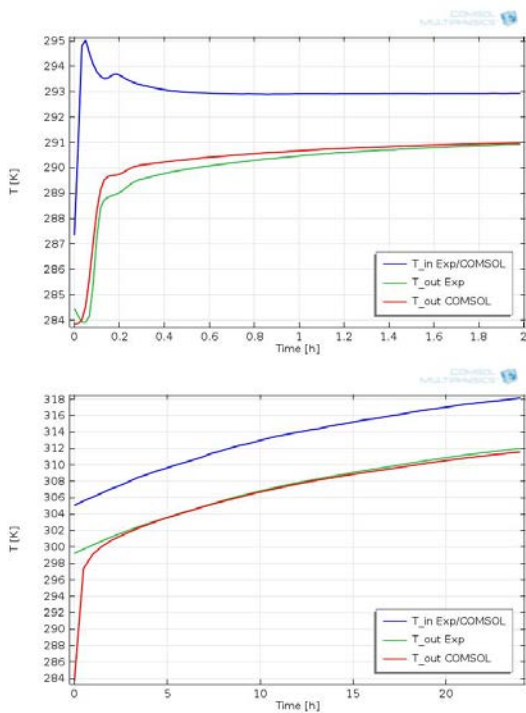 COMSOL
MULTIPHYSICS
295
294
293
292
291
290
289
288
287
286
285
284
T [K]
0 0.2 0.4 0.6 0.8 1 1.2 1.4 1.6 1.8 2
Time [h]
T_in Exp/COMSOL
T_out Exp
T_out COMSOL
COMSOL
MULTIPHYSICS
318
316
314
312
310
308
306
304
302
300
298
296
294
292
290
288
286
284
T [K]
0 5 10 15 20
Time [h]
T_in Exp/COMSOL
T_out Exp
T_out COMSOL